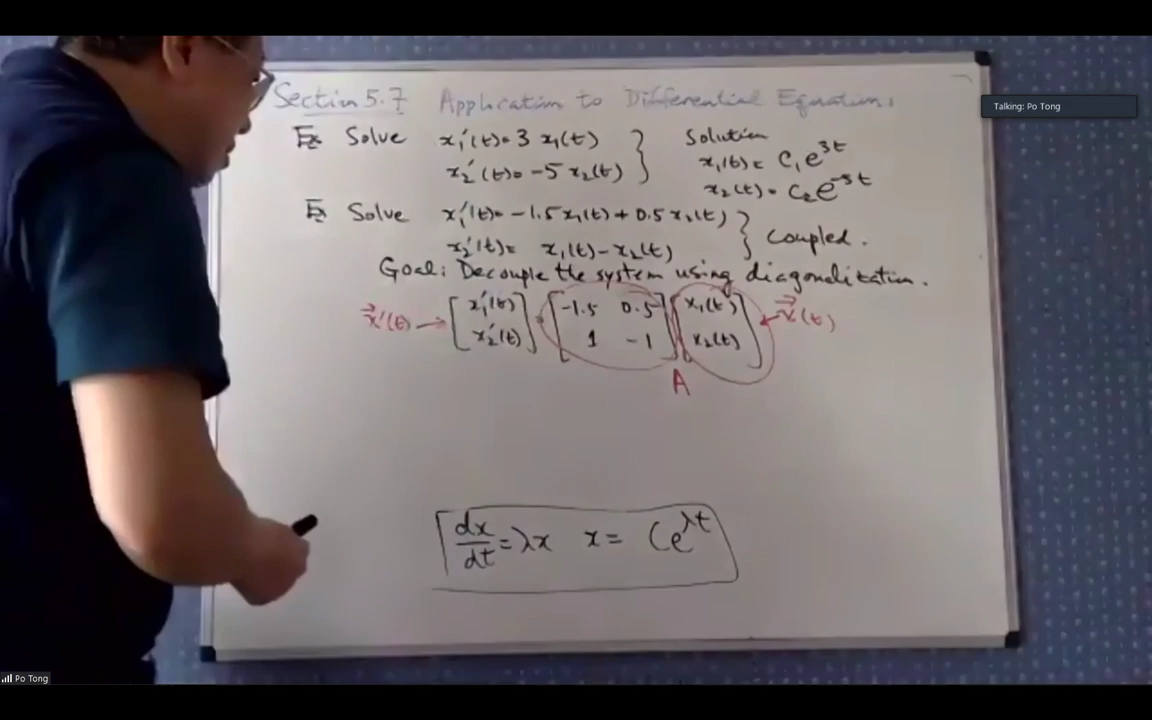 Section 5.7 Application to Differential Equations
Ex Solve x₁'(t) = 3 x₁(t) } Solution
x₁(t) = c₁e^{3t}
x₂'(t) = -5 x₂(t)
x₂(t) = c₂e^{-5t}
Ex Solve x₁'(t) = -1.5 x₁(t) + 0.5 x₂(t) } coupled.
x₂'(t) = x₁(t) - x₂(t)
Goal: Decouple the system using diagonalization.
x⃗'(t) → [x₁'(t) x₂'(t)] = [-1.5 0.5 1 -1] [x₁(t) x₂(t)] ← x⃗(t)
A
dx/dt = λx x = Ce^{λt}
Talking: Po Tong
Po Tong